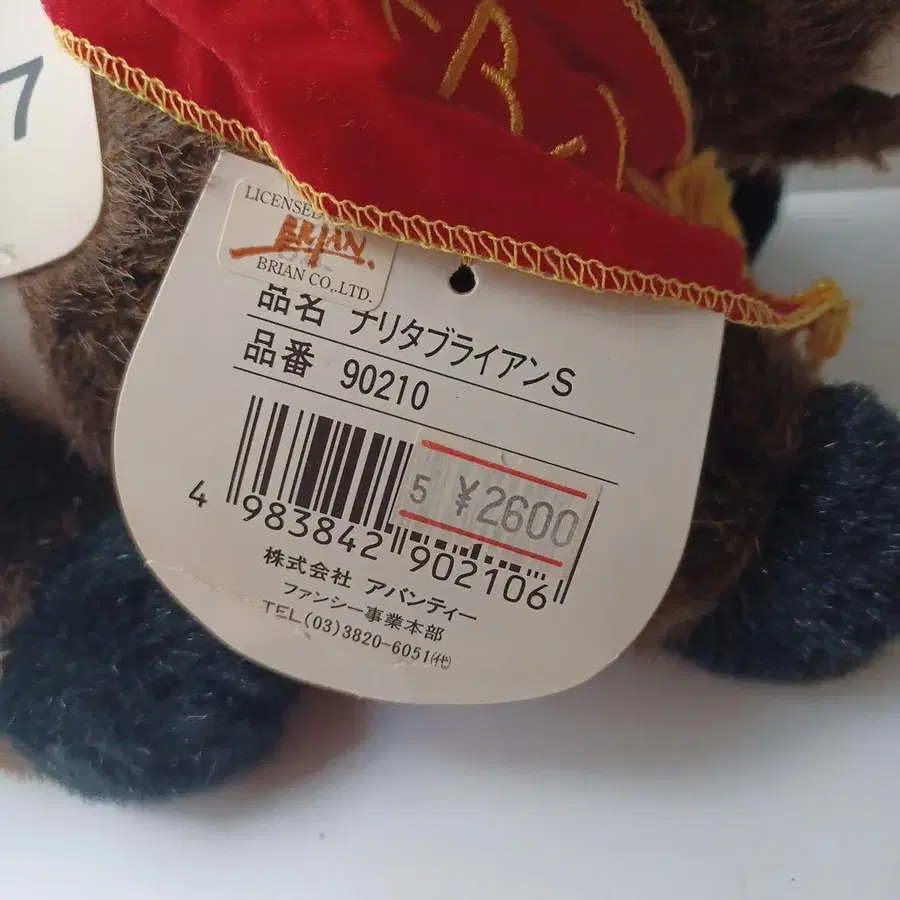 LICENSED
BRIAN CO,.LTD.
品名 ナリタブライアンS
品番 90210
5 ¥2600
4 983842 902106
株式会社 アバンティー
ファンシー事業本部
TEL(03)3820-6051(代)